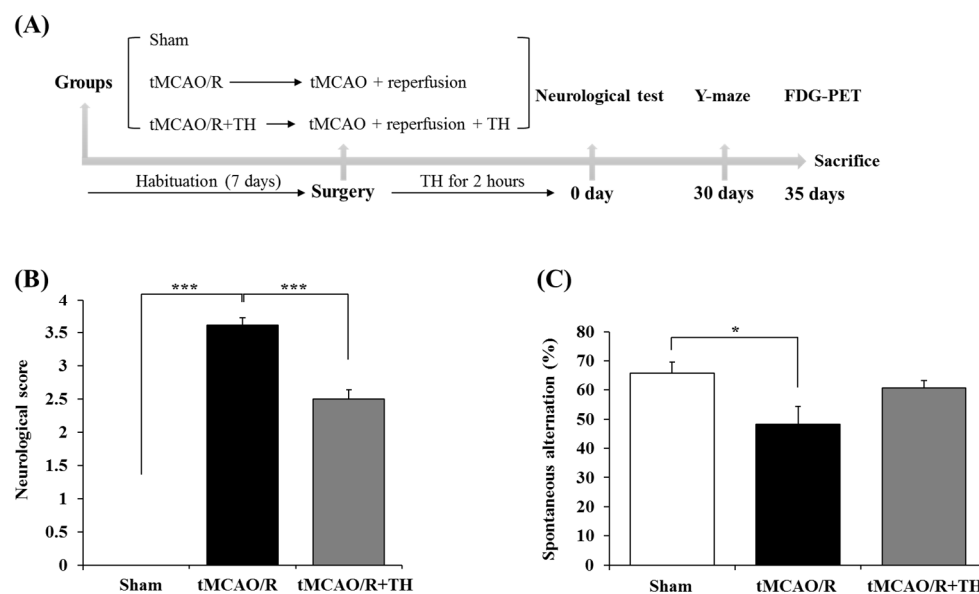 (A)
Sham
Groups
tMCAO/R
tMCAO + reperfusion
tMCAO/R+TH
tMCAO + reperfusion + TH
Neurological test
Y-maze
FDG-PET
Sacrifice
Habituation (7 days)
Surgery
TH for 2 hours
0 day
30 days
35 days
(B)
***
***
Neurological score
4
3.5
3
2.5
2
1.5
1
0.5
0
Sham
tMCAO/R
tMCAO/R+TH
(C)
*
Spontaneous alternation (%)
80
70
60
50
40
30
20
10
0
Sham
tMCAO/R
tMCAO/R+TH